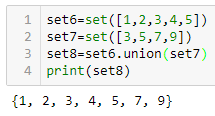 1 set6=set([1,2,3,4,5])
2 set7=set([3,5,7,9])
3 set8=set6.union(set7)
4 print(set8)
{1, 2, 3, 4, 5, 7, 9}